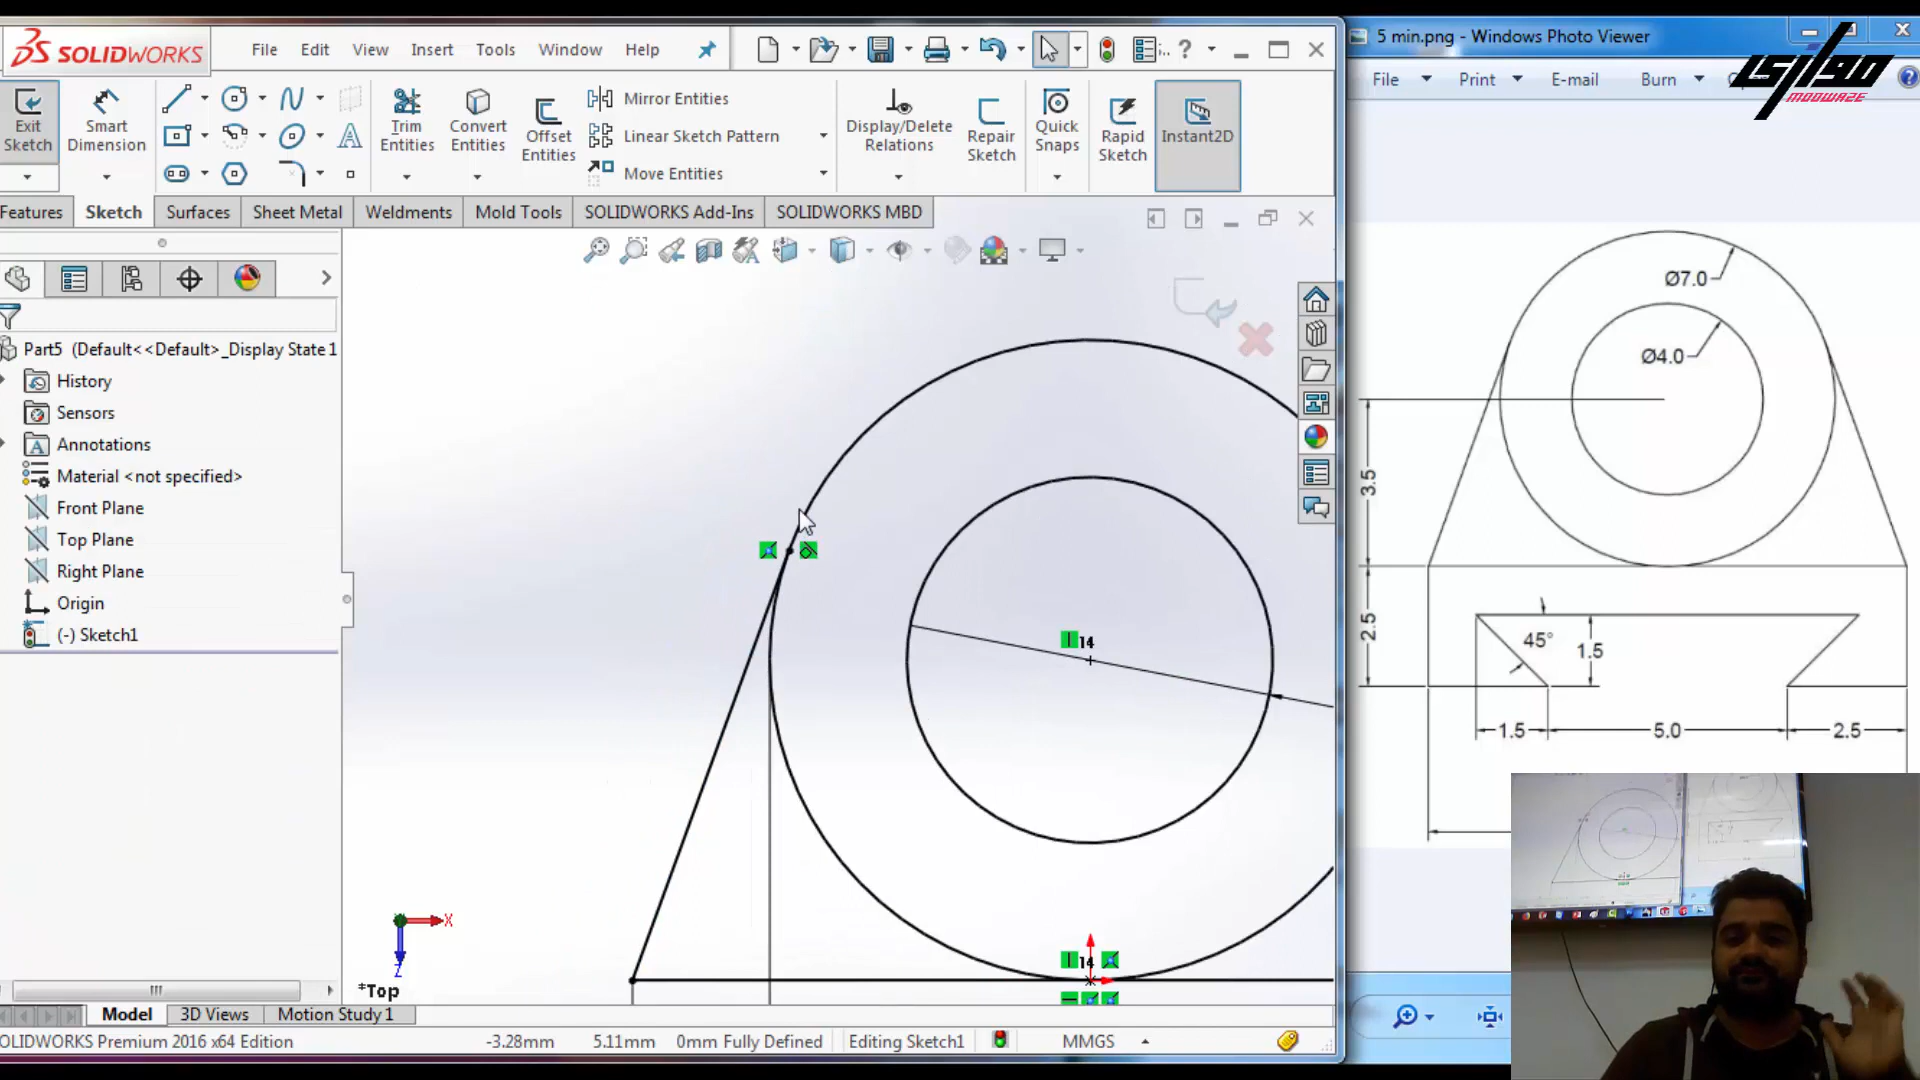 SOLIDWORKS
File Edit View Insert Tools Window Help
?
5 min.png - Windows Photo Viewer
File Print E-mail Burn
LSJ190
MODWAZE
Exit Sketch
Smart Dimension
Trim Entities
Convert Entities
Offset Entities
Mirror Entities
Linear Sketch Pattern
Move Entities
Display/Delete Relations
Repair Sketch
Quick Snaps
Rapid Sketch
Instant2D
Features Sketch Surfaces Sheet Metal Weldments Mold Tools SOLIDWORKS Add-Ins SOLIDWORKS MBD
Part5 (Default<<Default>_Display State 1
History
Sensors
Annotations
Material <not specified>
Front Plane
Top Plane
Right Plane
Origin
(-) Sketch1
14
14
X
Z
*Top
Ø7.0
Ø4.0
3.5
2.5
45°
1.5
1.5
5.0
2.5
Model 3D Views Motion Study 1
OLIDWORKS Premium 2016 x64 Edition
-3.28mm 5.11mm 0mm Fully Defined Editing Sketch1 MMGS